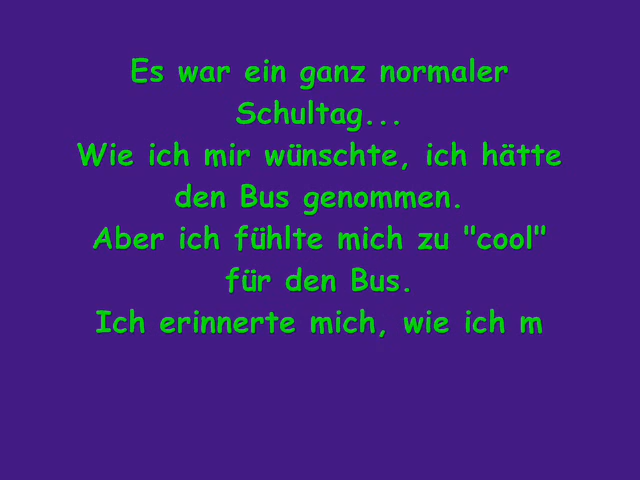 Es war ein ganz normaler
Schultag...
Wie ich mir wünschte, ich hätte
den Bus genommen.
Aber ich fühlte mich zu "cool"
für den Bus.
Ich erinnerte mich, wie ich m